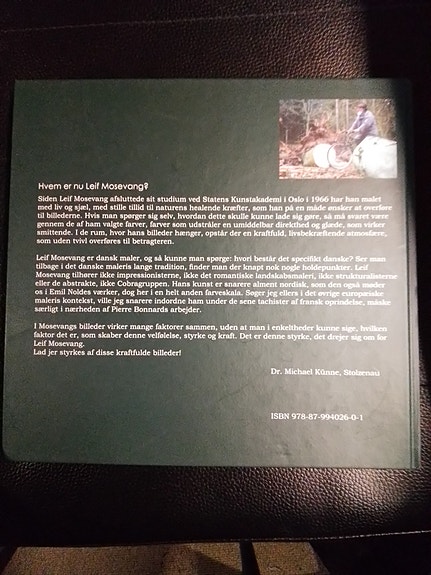 Hvem er nu Leif Mosevang?
Siden Leif Mosevang afsluttede sit studium ved Statens Kunstakademi i Oslo i 1966 har han malet
med liv og sjæl, med stille tillid til naturens healende kræfter, som han på en måde ønsker at overføre
til billederne. Hvis man spørger sig selv, hvordan dette skulle kunne lade sig gøre, så må svaret være
gennem de af ham valgte farver, farver som udstråler en umiddelbar direkthed og glæde, som virker
smittende. I de rum, hvor hans billeder hænger, opstår der en kraftfuld, livsbekræftende atmosfære,
som uden tvivl overføres til betragteren.
Leif Mosevang er dansk maler, og så kunne man spørge: hvori består det specifikt danske? Ser man
tilbage i det danske maleris lange tradition, finder man der knapt nok nogle holdepunkter. Leif
Mosevang tilhører ikke impressionisterne, ikke det romantiske landskabsmaleri, ikke strukturalisterne
eller de abstrakte, ikke Cobragruppen. Hans kunst er snarere alment nordisk, som den også møder
os i Emil Noldes værker, dog her i en helt anden farveskala. Søger jeg ellers i det øvrige europæiske
maleris kontekst, ville jeg snarere indordne ham under de sene tachister af fransk oprindelse, måske
særligt i nærheden af Pierre Bonnards arbejder.
I Mosevangs billeder virker mange faktorer sammen, uden at man i enkeltheder kunne sige, hvilken
faktor det er, som skaber denne velfølelse, styrke og kraft. Det er denne styrke, det drejer sig om for
Leif Mosevang.
Lad jer styrkes af disse kraftfulde billeder!
Dr. Michael Künne, Stolzenau
ISBN 978-87-994026-0-1